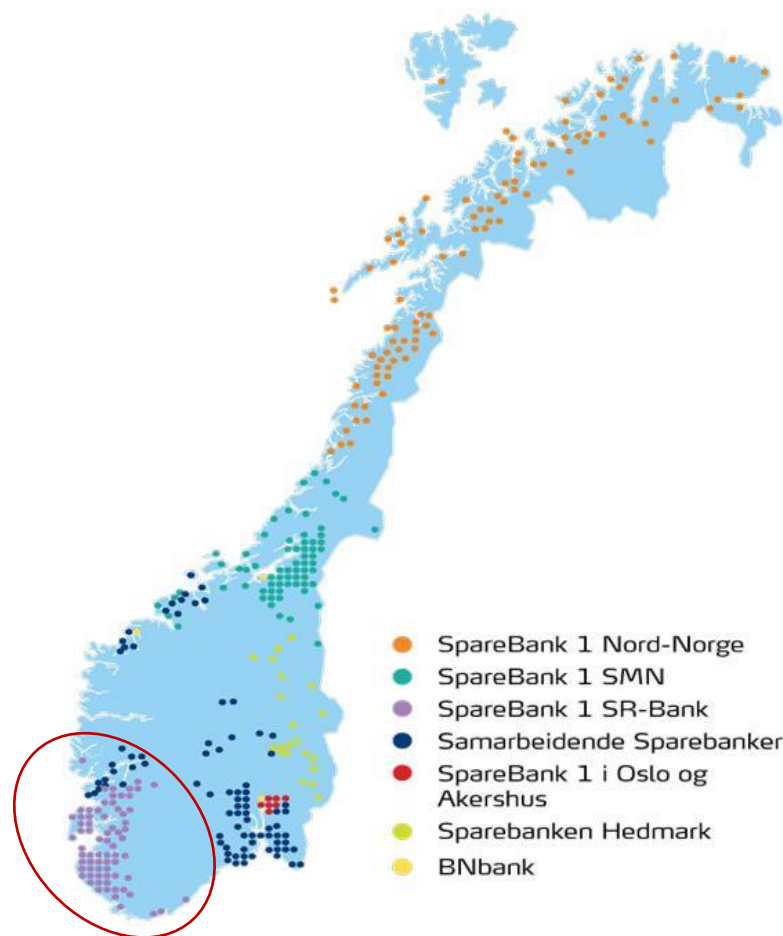 SpareBank 1 Nord-Norge
SpareBank 1 SMN
SpareBank 1 SR-Bank
Samarbeidende Sparebanker
SpareBank 1 i Oslo og
Akershus
Sparebanken Hedmark
BNbank